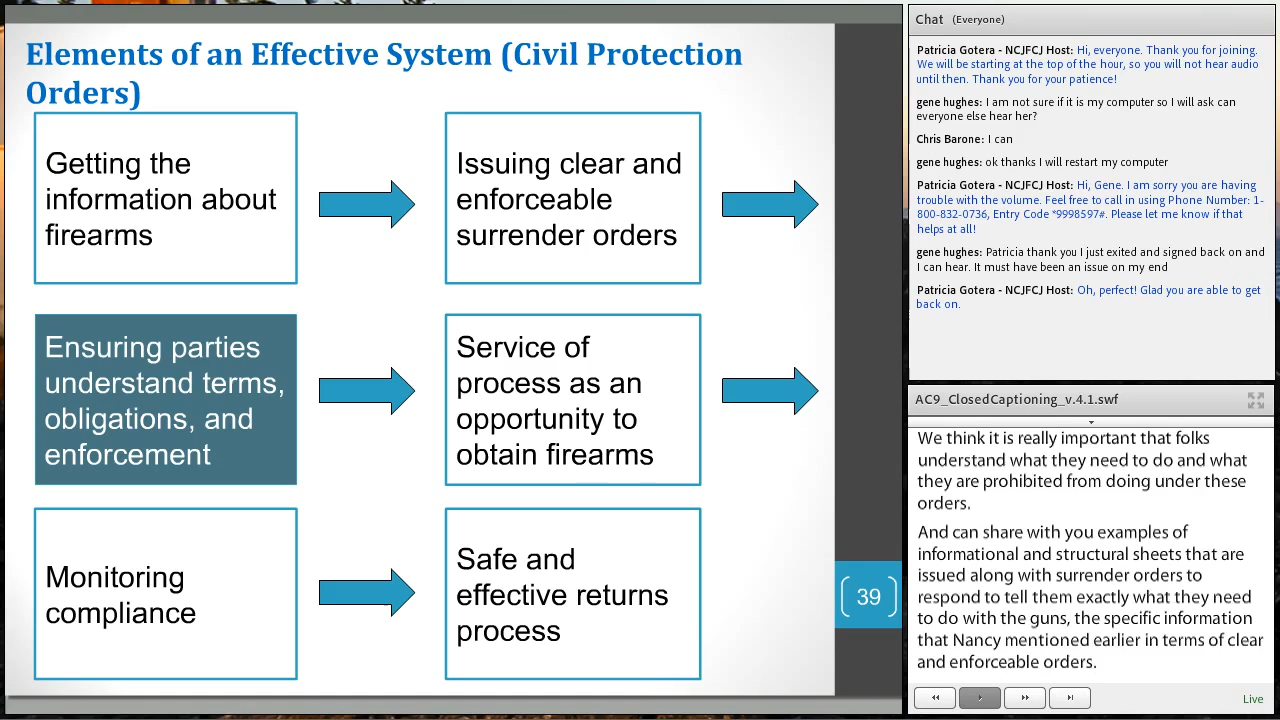 Elements of an Effective System (Civil Protection
Orders)
Getting the
information about
firearms
Issuing clear and
enforceable
surrender orders
Ensuring parties
understand terms,
obligations, and
enforcement
Service of
process as an
opportunity to
obtain firearms
Monitoring
compliance
Safe and
effective returns
process
39
Chat (Everyone)
Patricia Gotera - NCJFCJ Host: Hi, everyone. Thank you for joining.
We will be starting at the top of the hour, so you will not hear audio
until then. Thank you for your patience!
gene hughes: I am not sure if it is my computer so I will ask can
everyone else hear her?
Chris Barone: I can
gene hughes: ok thanks I will restart my computer
Patricia Gotera - NCJFCJ Host: Hi, Gene. I am sorry you are having
trouble with the volume. Feel free to call in using Phone Number: 1-
800-832-0736, Entry Code *9998597#. Please let me know if that
helps at all!
gene hughes: Patricia thank you I just exited and signed back on and
I can hear. It must have been an issue on my end
Patricia Gotera - NCJFCJ Host: Oh, perfect! Glad you are able to get
back on.
AC9_ClosedCaptioning_v.4.1.swf
We think it is really important that folks
understand what they need to do and what
they are prohibited from doing under these
orders.
And can share with you examples of
informational and structural sheets that are
issued along with surrender orders to
respond to tell them exactly what they need
to do with the guns, the specific information
that Nancy mentioned earlier in terms of clear
and enforceable orders.
Live